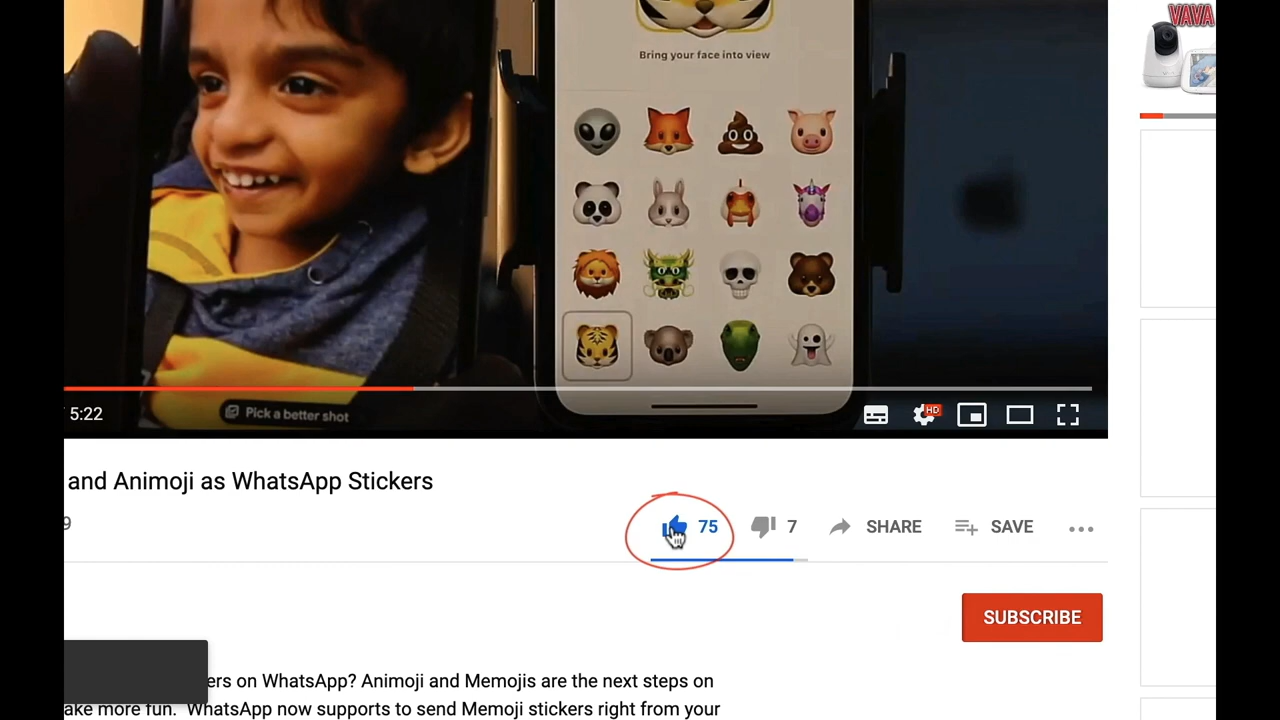 VAVA
Bring your face into view
Pick a better shot
/ 5:22
HD
and Animoji as WhatsApp Stickers
9
75
7
SHARE
SAVE
SUBSCRIBE
ers on WhatsApp? Animoji and Memojis are the next steps on
ake more fun. WhatsApp now supports to send Memoji stickers right from your